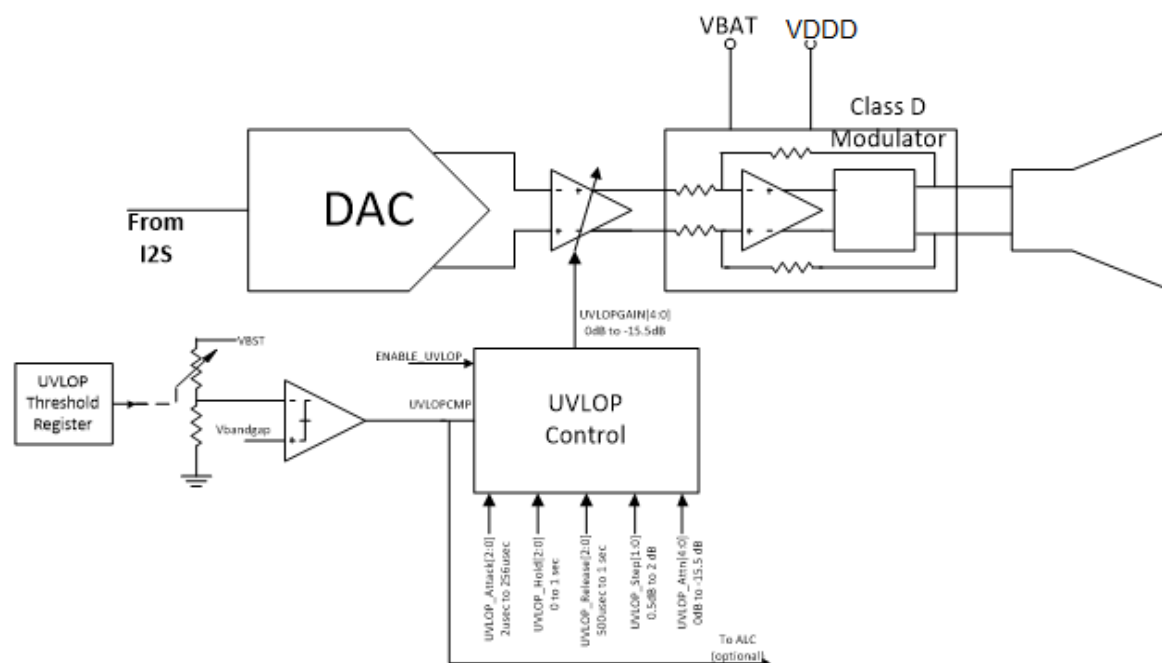 VBAT
VDDD
Class D
Modulator
DAC
From
I2S
UVLOPGAIN[4:0]
0dB to -15.5dB
VBST
ENABLE_UVLOP
UVLOP
Threshold
Register
UVLOPCMP
Vbandgap
UVLOP
Control
UVLOP_Attack[2:0]
2usec to 256usec
UVLOP_Hold[2:0]
0 to 1 sec
UVLOP_Release[2:0]
500usec to 1 sec
UVLOP_Step[1:0]
0.5dB to 2 dB
UVLOP_Attn[4:0]
0dB to -15.5 dB
To ALC
(optional)